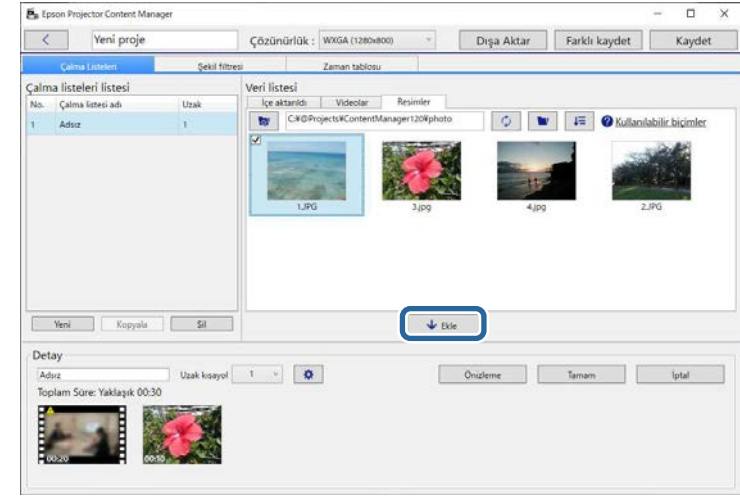 Epson Projector Content Manager
Yeni proje
Çözünürlük : WXGA (1280x800)
Dışa Aktar
Farklı kaydet
Kaydet
Çalma Listeleri
Şekil filtresi
Zaman tablosu
Çalma listeleri listesi
No. Çalma listesi adı Uzak
1 Adsız 1
Yeni
Kopyala
Sil
Veri listesi
İçe aktarıldı
Videolar
Resimler
C:¥@Projects¥ContentManager120¥photo
Kullanılabilir biçimler
1.JPG
3.jpg
4.jpg
2.JPG
Ekle
Detay
Adsız
Uzak kısayol 1
Önizleme
Tamam
İptal
Toplam Süre: Yaklaşık 00:30
00:20
00:10